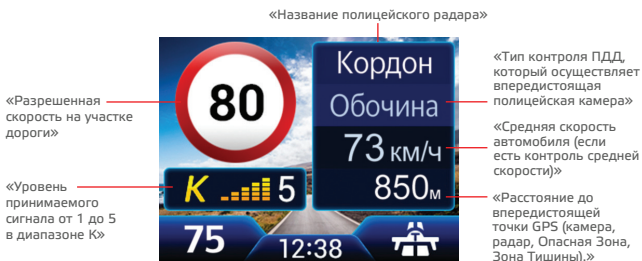 «Название полицейского радара»
«Разрешенная
скорость на участке
дороги»
«Уровень
принимаемого
сигнала от 1 до 5
в диапазоне К»
80
Кордон
Обочина
73 км/ч
850м
K 5
75
12:38
«Тип контроля ПДД,
который осуществляет
впередистоящая
полицейская камера»
«Средняя скорость
автомобиля (если
есть контроль средней
скорости)»
«Расстояние до
впередистоящей
точки GPS (камера,
радар, Опасная Зона,
Зона Тишины).»